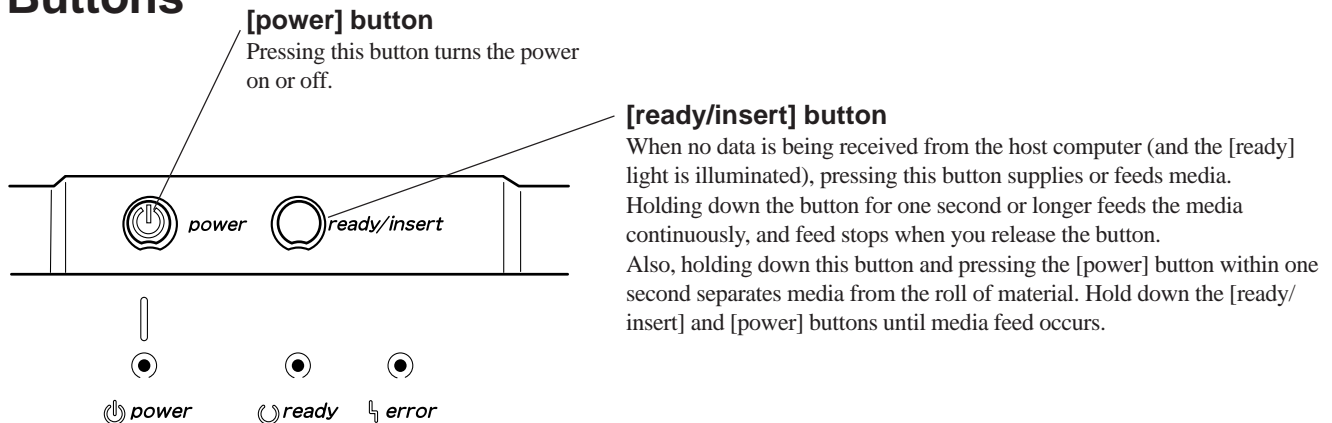 Buttons
[power] button
Pressing this button turns the power
on or off.
[ready/insert] button
When no data is being received from the host computer (and the [ready]
light is illuminated), pressing this button supplies or feeds media.
Holding down the button for one second or longer feeds the media
continuously, and feed stops when you release the button.
Also, holding down this button and pressing the [power] button within one
second separates media from the roll of material. Hold down the [ready/
insert] and [power] buttons until media feed occurs.
power ready/insert
power ready error